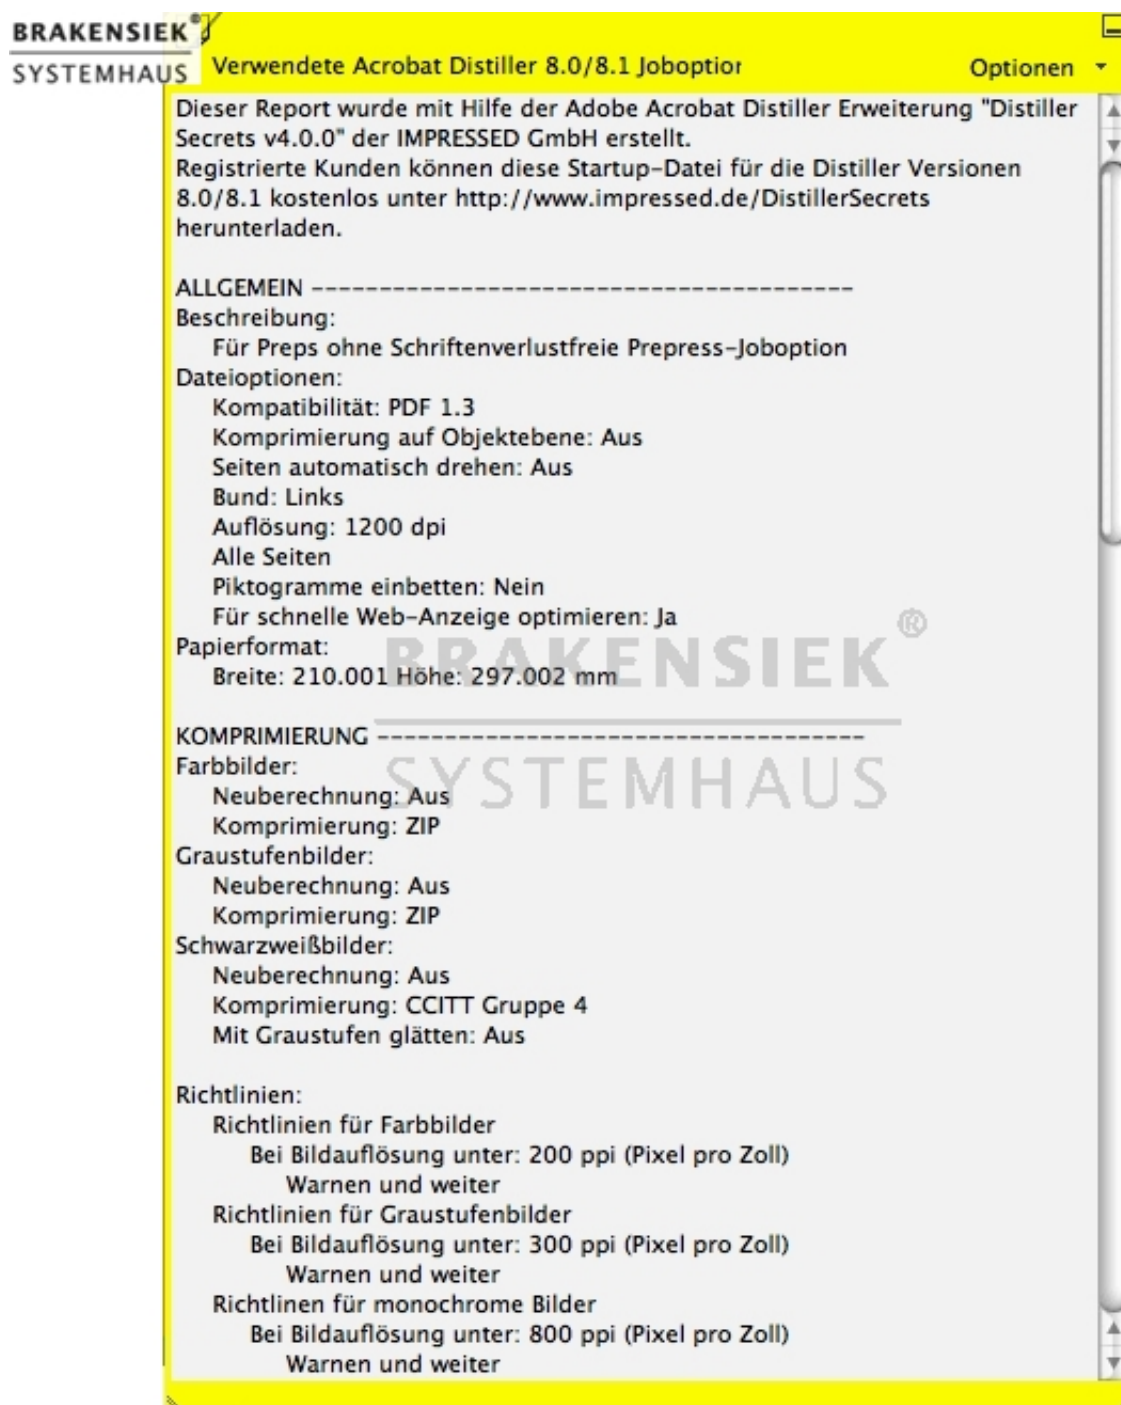 BRAKENSIEK®
SYSTEMHAUS
Verwendete Acrobat Distiller 8.0/8.1 Joboption
Optionen
Dieser Report wurde mit Hilfe der Adobe Acrobat Distiller Erweiterung "Distiller
Secrets v4.0.0" der IMPRESSED GmbH erstellt.
Registrierte Kunden können diese Startup-Datei für die Distiller Versionen
8.0/8.1 kostenlos unter http://www.impressed.de/DistillerSecrets
herunterladen.
ALLGEMEIN ----------------------------------------
Beschreibung:
Für Preps ohne Schriftenverlustfreie Prepress-Joboption
Dateioptionen:
Kompatibilität: PDF 1.3
Komprimierung auf Objektebene: Aus
Seiten automatisch drehen: Aus
Bund: Links
Auflösung: 1200 dpi
Alle Seiten
Piktogramme einbetten: Nein
Für schnelle Web-Anzeige optimieren: Ja
Papierformat:
Breite: 210.001 Höhe: 297.002 mm
BRAKENSIEK®
SYSTEMHAUS
KOMPRIMIERUNG ------------------------------------
Farbbilder:
Neuberechnung: Aus
Komprimierung: ZIP
Graustufenbilder:
Neuberechnung: Aus
Komprimierung: ZIP
Schwarzweißbilder:
Neuberechnung: Aus
Komprimierung: CCITT Gruppe 4
Mit Graustufen glätten: Aus
Richtlinien:
Richtlinien für Farbbilder
Bei Bildauflösung unter: 200 ppi (Pixel pro Zoll)
Warnen und weiter
Richtlinien für Graustufenbilder
Bei Bildauflösung unter: 300 ppi (Pixel pro Zoll)
Warnen und weiter
Richtlinen für monochrome Bilder
Bei Bildauflösung unter: 800 ppi (Pixel pro Zoll)
Warnen und weiter